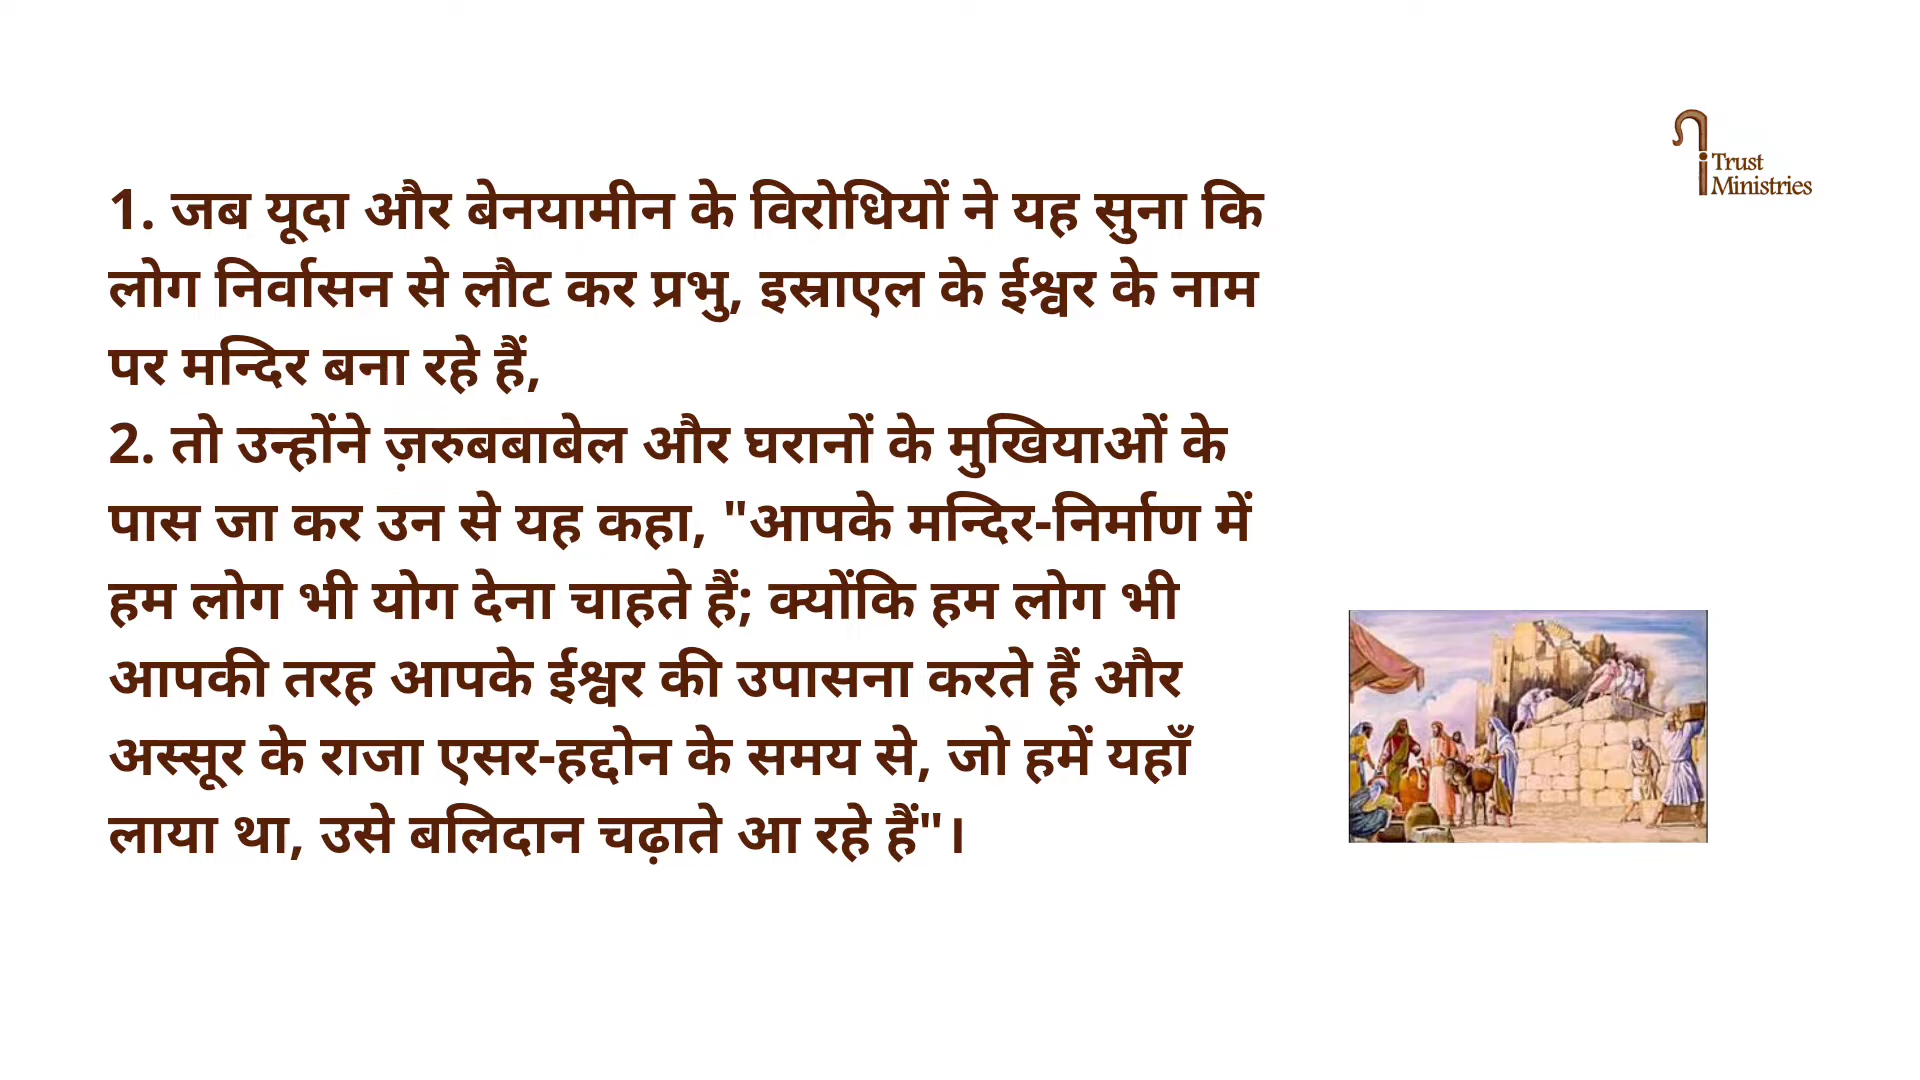 Trust
Ministries
1. जब यूदा और बेनयामीन के विरोधियों ने यह सुना कि
लोग निर्वासन से लौट कर प्रभु, इस्राएल के ईश्वर के नाम
पर मन्दिर बना रहे हैं,
2. तो उन्होंने ज़रुबबाबेल और घरानों के मुखियाओं के
पास जा कर उन से यह कहा, "आपके मन्दिर-निर्माण में
हम लोग भी योग देना चाहते हैं; क्योंकि हम लोग भी
आपकी तरह आपके ईश्वर की उपासना करते हैं और
अस्सूर के राजा एसर-हद्दोन के समय से, जो हमें यहाँ
लाया था, उसे बलिदान चढ़ाते आ रहे हैं"।